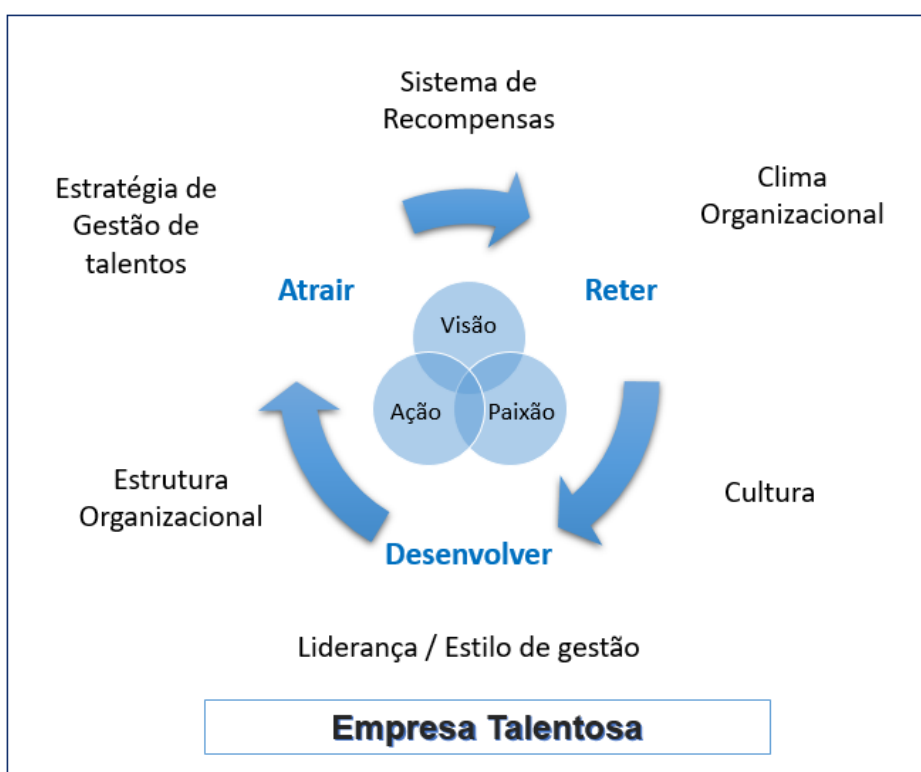 Sistema de
Recompensas
Estratégia de
Gestão de
talentos
Clima
Organizacional
Atrair
Reter
Visão
Ação
Paixão
Estrutura
Organizacional
Cultura
Desenvolver
Liderança / Estilo de gestão
Empresa Talentosa